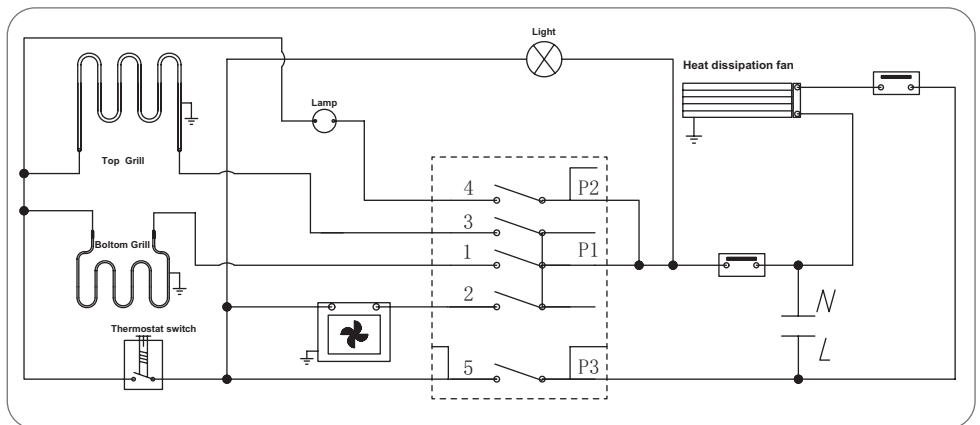 Light
Heat dissipation fan
Lamp
Top Grill
4
P2
3
1
P1
Boltom Grill
2
N
Thermostat switch
L
5
P3